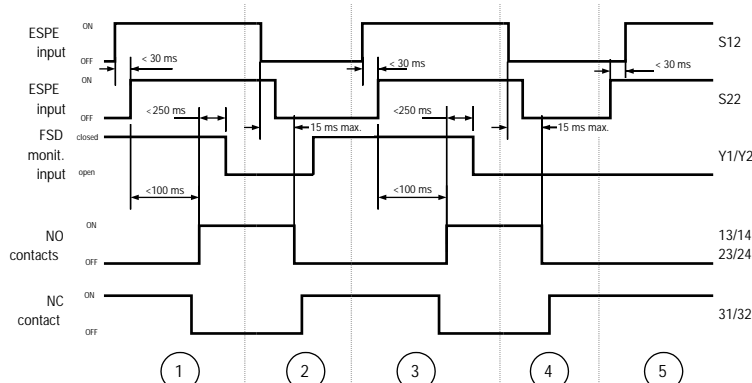 ESPE
input
ON
OFF
S12
< 30 ms
< 30 ms
< 30 ms
ESPE
input
ON
OFF
S22
<250 ms
<250 ms
15 ms max.
15 ms max.
FSD
monit.
input
closed
open
Y1/Y2
<100 ms
<100 ms
NO
contacts
ON
OFF
13/14
23/24
NC
contact
ON
OFF
31/32
1
2
3
4
5